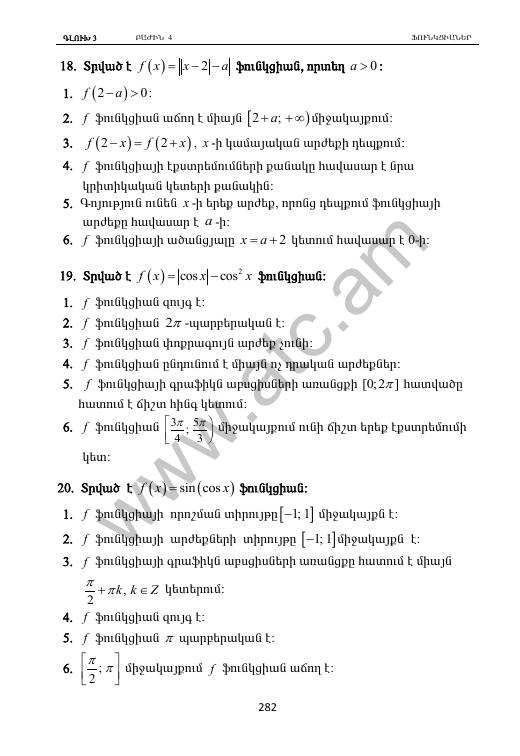 ԳԼՈՒԽ 3 ԲԱԺԻՆ 4 ՖՈՒՆԿՑԻԱՆԵՐ
18. Տրված է f(x)=||x−2|−a| ֆունկցիան, որտեղ a>0:
1. f(2−a)>0:
2. f ֆունկցիան աճող է միայն [2+a;+∞) միջակայքում:
3. f(2−x)=f(2+x), x-ի կամայական արժեքի դեպքում:
4. f ֆունկցիայի էքստրեմումների քանակը հավասար է նրա
կրիտիկական կետերի քանակին:
5. Գոյություն ունեն x-ի երեք արժեք, որոնց դեպքում ֆունկցիայի
արժեքը հավասար է a-ի:
6. f ֆունկցիայի ածանցյալը x=a+2 կետում հավասար է 0-ի:
19. Տրված է f(x)=|cos x|−cos² x ֆունկցիան:
1. f ֆունկցիան զույգ է:
2. f ֆունկցիան 2π-պարբերական է:
3. f ֆունկցիան փոքրագույն արժեք չունի:
4. f ֆունկցիան ընդունում է միայն ոչ դրական արժեքներ:
5. f ֆունկցիայի գրաֆիկն աբսցիսների առանցքի [0;2π] հատվածը
հատում է ճիշտ հինգ կետում:
6. f ֆունկցիան [3π/4; 5π/3) միջակայքում ունի ճիշտ երեք էքստրեմումի
կետ:
20. Տրված է f(x)=sin(cos x) ֆունկցիան:
1. f ֆունկցիայի որոշման տիրույթը [−1;1] միջակայքն է:
2. f ֆունկցիայի արժեքների տիրույթը [−1;1] միջակայքն է:
3. f ֆունկցիայի գրաֆիկն աբսցիսների առանցքը հատում է միայն
π/2+πk, k∈Z կետերում:
4. f ֆունկցիան զույգ է:
5. f ֆունկցիան π պարբերական է:
6. [π/2;π] միջակայքում f ֆունկցիան աճող է:
282
www.atc.am